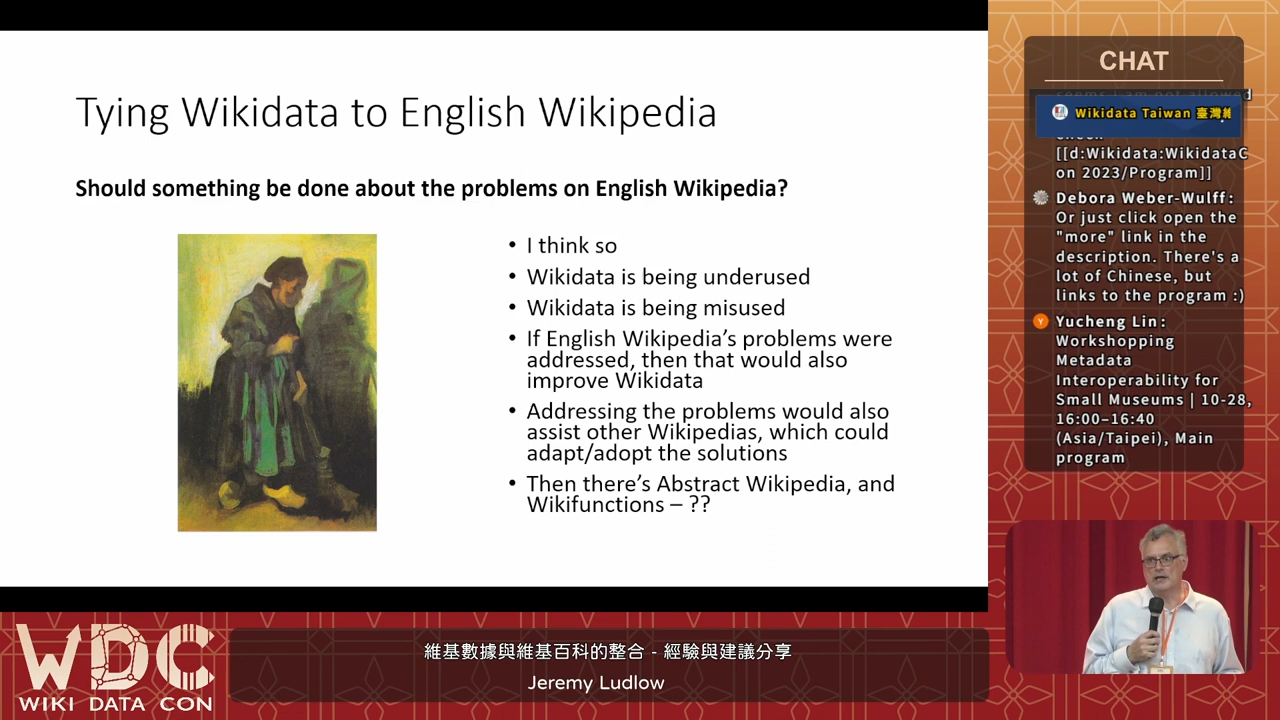 Tying Wikidata to English Wikipedia
Should something be done about the problems on English Wikipedia?
• I think so
• Wikidata is being underused
• Wikidata is being misused
• If English Wikipedia's problems were
addressed, then that would also
improve Wikidata
• Addressing the problems would also
assist other Wikipedias, which could
adapt/adopt the solutions
• Then there's Abstract Wikipedia, and
Wikifunctions – ??
CHAT
Wikidata Taiwan 臺灣維
[[d:Wikidata:WikidataC
on 2023/Program]]
Debora Weber-Wulff:
Or just click open the
"more" link in the
description. There's a
lot of Chinese, but
links to the program :)
Y
Yucheng Lin:
Workshopping
Metadata
Interoperability for
Small Museums | 10-28,
16:00–16:40
(Asia/Taipei), Main
program
WDC
WIKI DATA CON
維基數據與維基百科的整合 - 經驗與建議分享
Jeremy Ludlow